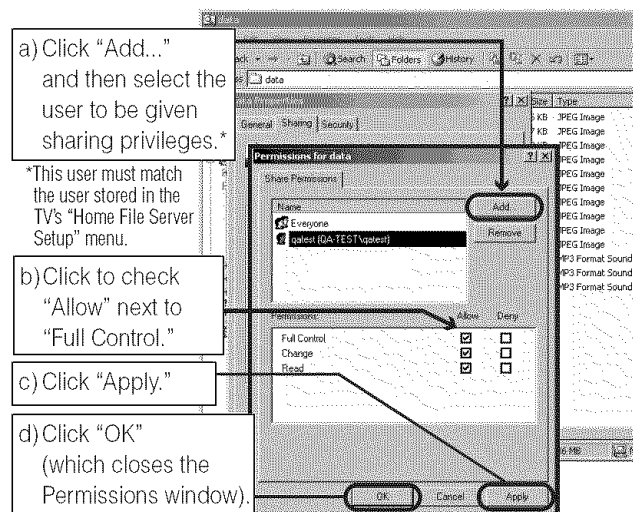 data
a) Click “Add...”
and then select the
user to be given
sharing privileges.*
*This user must match
the user stored in the
TV’s “Home File Server
Setup” menu.
b) Click to check
“Allow” next to
“Full Control.”
c) Click “Apply.”
d) Click “OK”
(which closes the
Permissions window).
Search Folders History
data
General Sharing Security
Size Type
KB JPEG Image
KB JPEG Image
JPEG Image
JPEG Image
JPEG Image
JPEG Image
JPEG Image
JPEG Image
MP3 Format Sound
MP3 Format Sound
MP3 Format Sound
MB
Permissions for data
Share Permissions
Name
Add
Everyone
Remove
qatest (QA-TEST\qatest)
Permissions: Allow Deny
Full Control
Change
Read
OK Cancel Apply